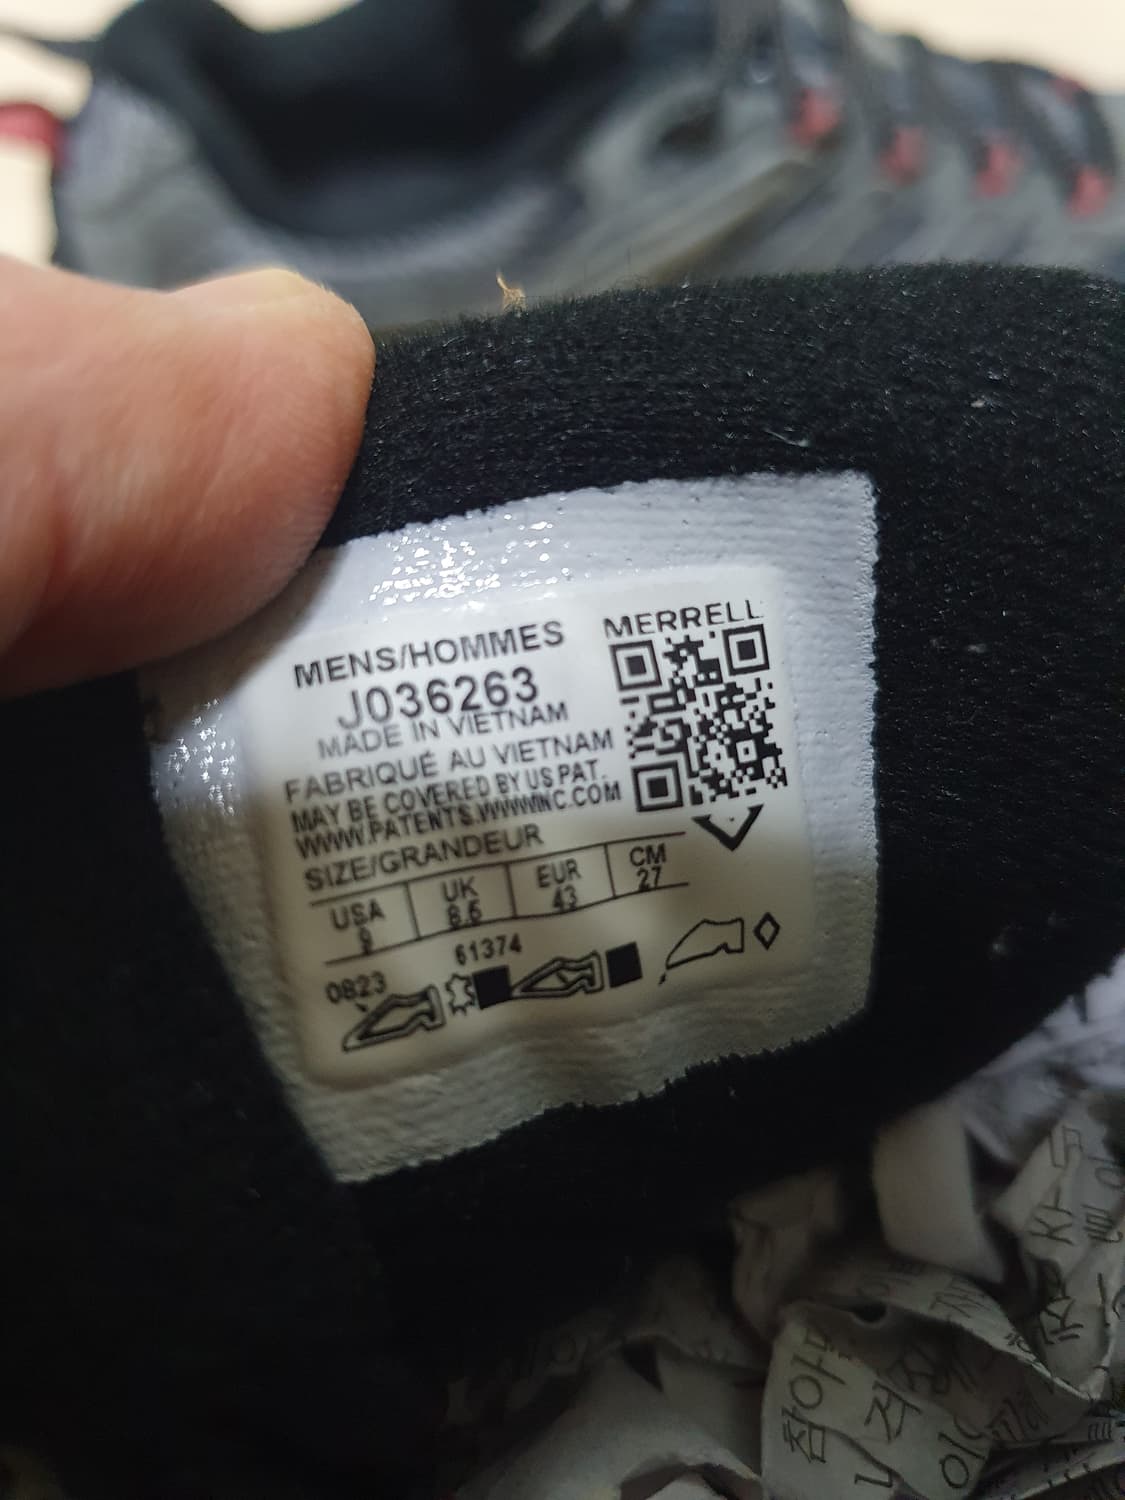 MENS/HOMMES
J036263
MADE IN VIETNAM
FABRIQUÉ AU VIETNAM
MAY BE COVERED BY US PAT.
WWW.PATENTS.WWWINC.COM
SIZE/GRANDEUR
USA UK EUR CM
9 8.5 43 27
61374
0823
MERRELL